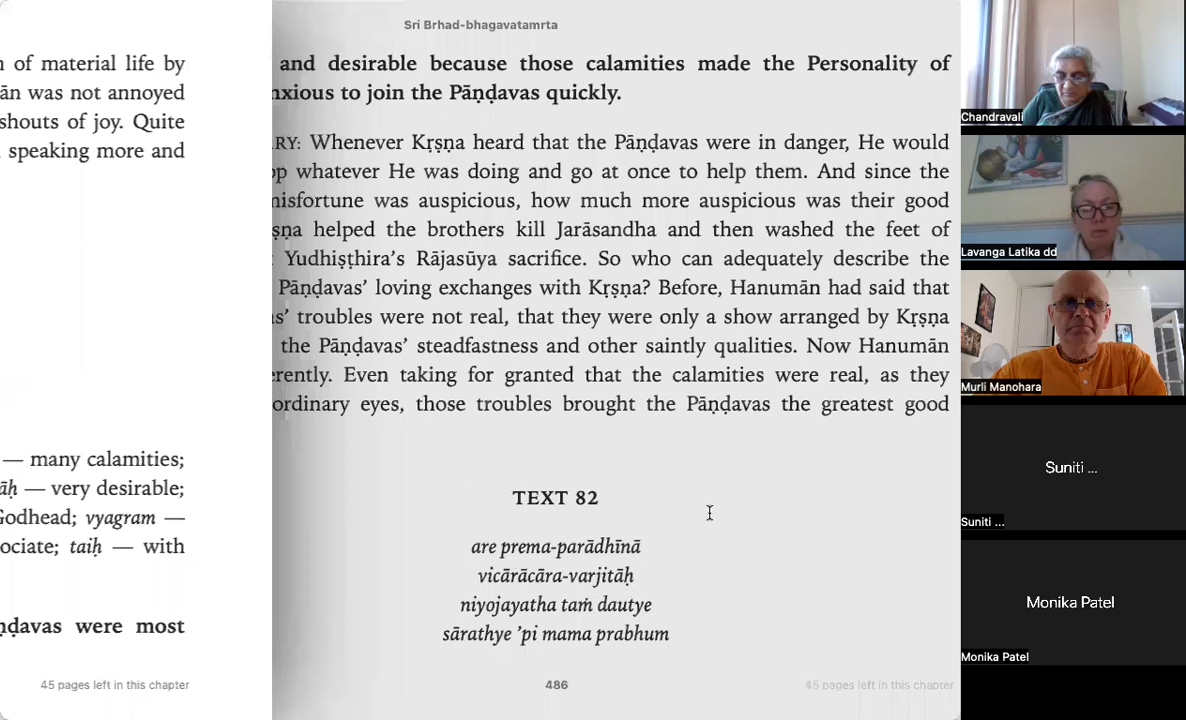 Sri Brhad-bhagavatamrta
of material life by
ān was not annoyed
shouts of joy. Quite
speaking more and
— many calamities;
āḥ — very desirable;
Godhead; vyagram —
ociate; taiḥ — with
ṇḍavas were most
45 pages left in this chapter
and desirable because those calamities made the Personality of
nxious to join the Pāṇḍavas quickly.
RY: Whenever Kṛṣṇa heard that the Pāṇḍavas were in danger, He would
op whatever He was doing and go at once to help them. And since the
misfortune was auspicious, how much more auspicious was their good
ṣṇa helped the brothers kill Jarāsandha and then washed the feet of
Yudhiṣṭhira’s Rājasūya sacrifice. So who can adequately describe the
Pāṇḍavas’ loving exchanges with Kṛṣṇa? Before, Hanumān had said that
as’ troubles were not real, that they were only a show arranged by Kṛṣṇa
the Pāṇḍavas’ steadfastness and other saintly qualities. Now Hanumān
erently. Even taking for granted that the calamities were real, as they
ordinary eyes, those troubles brought the Pāṇḍavas the greatest good
TEXT 82
are prema-parādhīnā
vicārācāra-varjitāḥ
niyojayatha taṁ dautye
sārathye ’pi mama prabhum
486
45 pages left in this chapter
Chandravali
Lavanga Latika dd
Murli Manohara
Suniti ...
Suniti ...
Monika Patel
Monika Patel